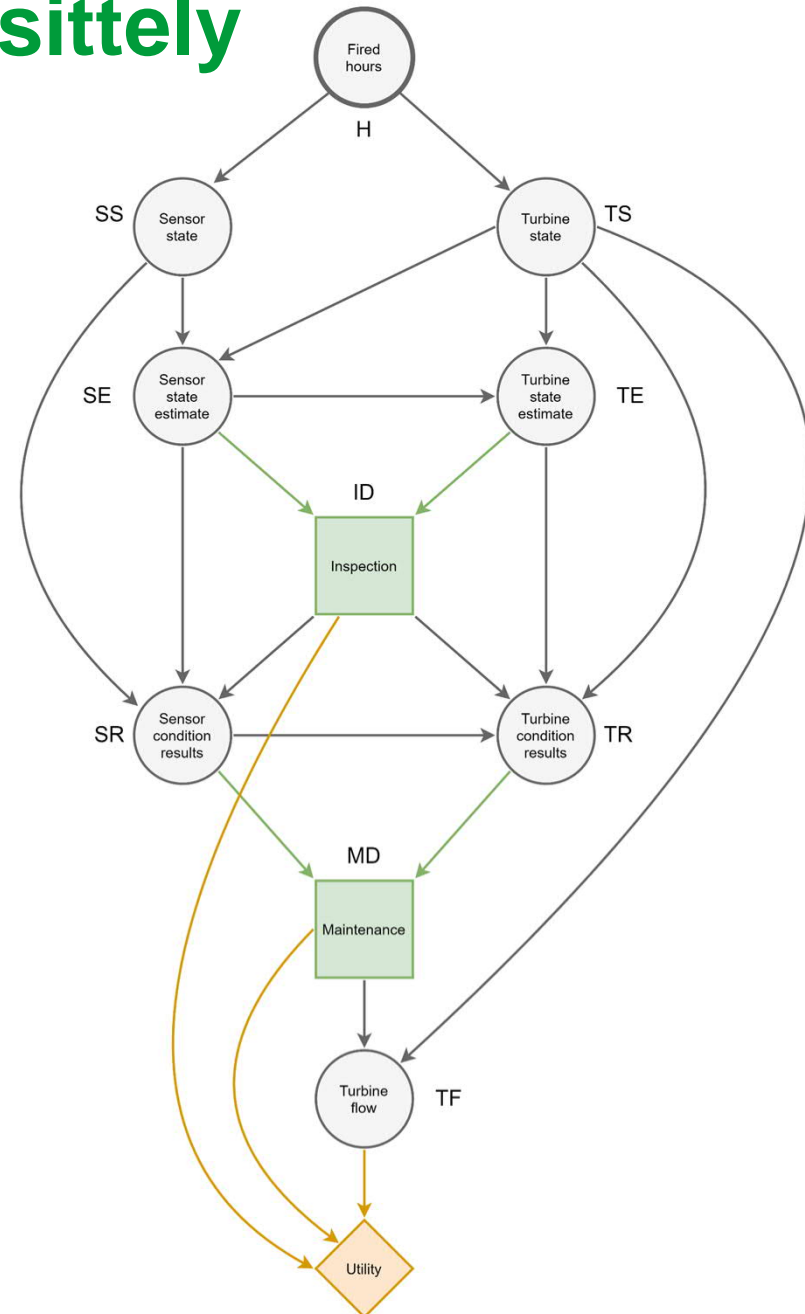 sittely
Fired
hours
H
SS
Sensor
state
Turbine
state
TS
SE
Sensor
state
estimate
Turbine
state
estimate
TE
ID
Inspection
SR
Sensor
condition
results
Turbine
condition
results
TR
MD
Maintenance
Turbine
flow
TF
Utility